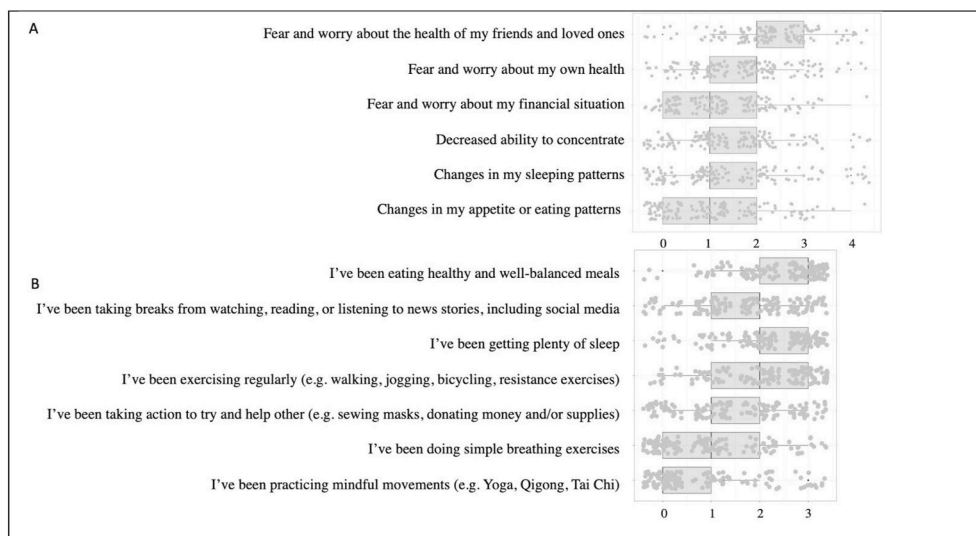 A
Fear and worry about the health of my friends and loved ones
Fear and worry about my own health
Fear and worry about my financial situation
Decreased ability to concentrate
Changes in my sleeping patterns
Changes in my appetite or eating patterns
0 1 2 3 4
B
I've been eating healthy and well-balanced meals
I've been taking breaks from watching, reading, or listening to news stories, including social media
I've been getting plenty of sleep
I've been exercising regularly (e.g. walking, jogging, bicycling, resistance exercises)
I've been taking action to try and help other (e.g. sewing masks, donating money and/or supplies)
I've been doing simple breathing exercises
I've been practicing mindful movements (e.g. Yoga, Qigong, Tai Chi)
0 1 2 3